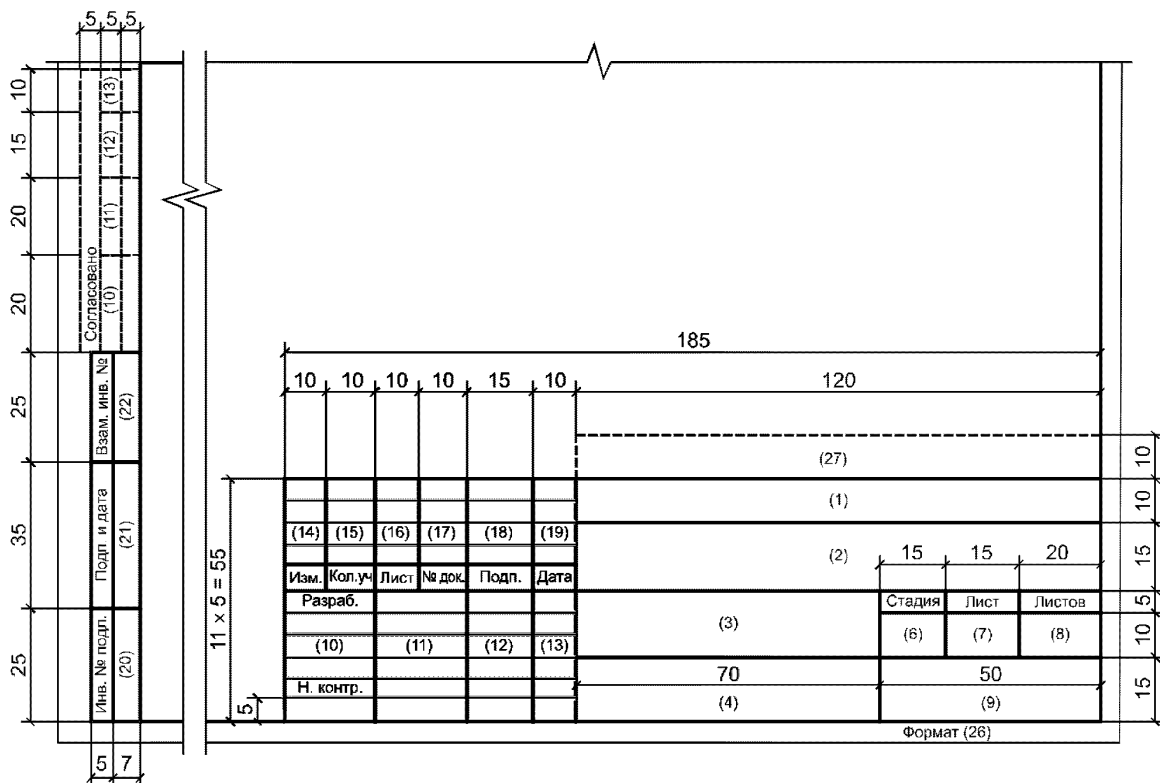 5 5 5
10
15
20
20
25
35
25
(13)
(12)
(11)
(10)
Согласовано
Взам. инв. №
(22)
Подп и дата
(21)
Инв. № подл.
(20)
5 7
185
10 10 10 10 15 10 120
(27)
10
(1)
10
(14) (15) (16) (17) (18) (19)
(2)
15 15 20
15
Изм. Кол.уч Лист № док. Подп. Дата
Разраб.
Стадия Лист Листов
5
(3)
(6) (7) (8)
10
(10) (11) (12) (13)
Н. контр.
70 50
(4) (9)
15
11 × 5 = 55
5
Формат (26)